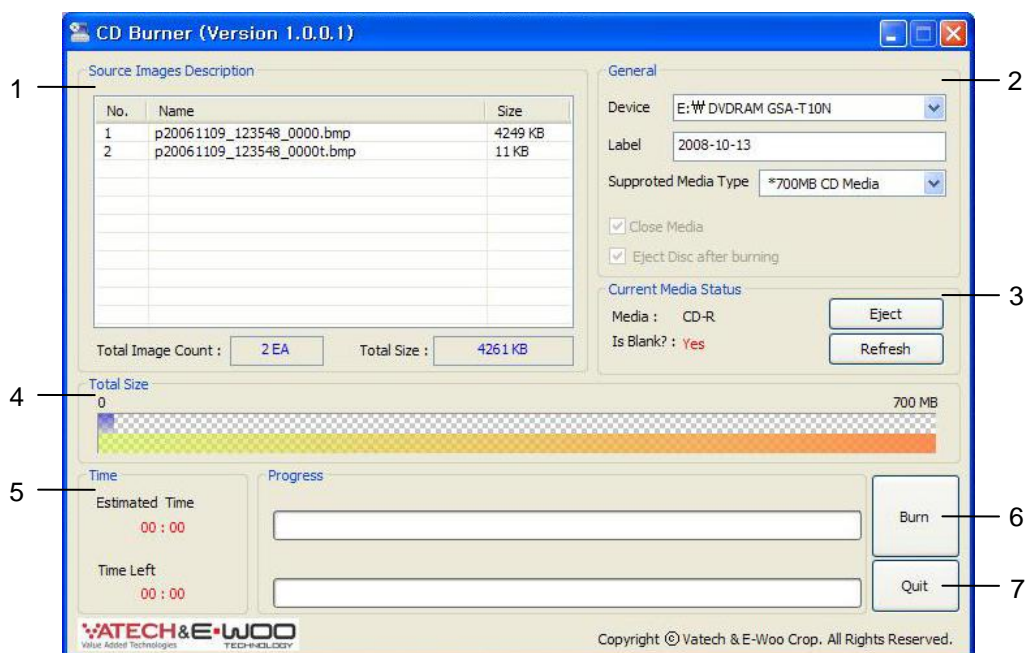 CD Burner (Version 1.0.0.1)
1
Source Images Description
No. Name Size
1 p20061109_123548_0000.bmp 4249 KB
2 p20061109_123548_0000t.bmp 11 KB
Total Image Count : 2 EA Total Size : 4261 KB
General
2
Device E:₩ DVDRAM GSA-T10N
Label 2008-10-13
Supproted Media Type *700MB CD Media
Close Media
Eject Disc after burning
Current Media Status
3
Media : CD-R
Eject
Is Blank? : Yes
Refresh
4
Total Size
0 700 MB
5
Time
Estimated Time
00 : 00
Time Left
00 : 00
Progress
Burn
6
Quit
7
VATECH & E-WOO
Value Added Technologies TECHNOLOGY
Copyright © Vatech & E-Woo Crop. All Rights Reserved.